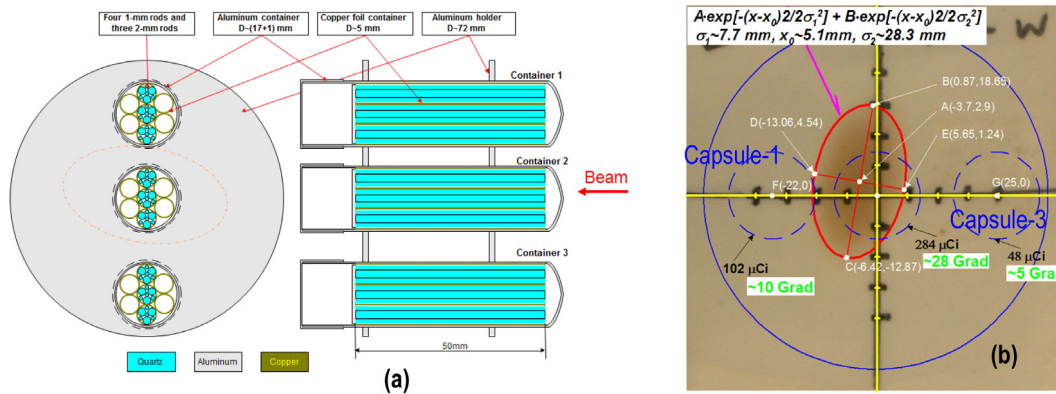 Four 1-mm rods and
three 2-mm rods
Aluminum container
D~(17+1) mm
Copper foil container
D~5 mm
Aluminum holder
D~72 mm
Container 1
Container 2
Beam
Container 3
50mm
Quartz
Aluminum
Copper
(a)
A·exp[-(x-x₀)2/2σ₁²] + B·exp[-(x-x₀)2/2σ₂²]
σ₁~7.7 mm, x₀~5.1mm, σ₂~28.3 mm
B(0.87,18.65)
A(-3.7,2.9)
D(-13.06,4.54)
E(5.65,1.24)
Capsule-1
F(-22,0)
G(25,0)
Capsule-3
C(-6.42,-12.87)
102 μCi
~10 Grad
284 μCi
~28 Grad
48 μCi
~5 Gra
W
(b)